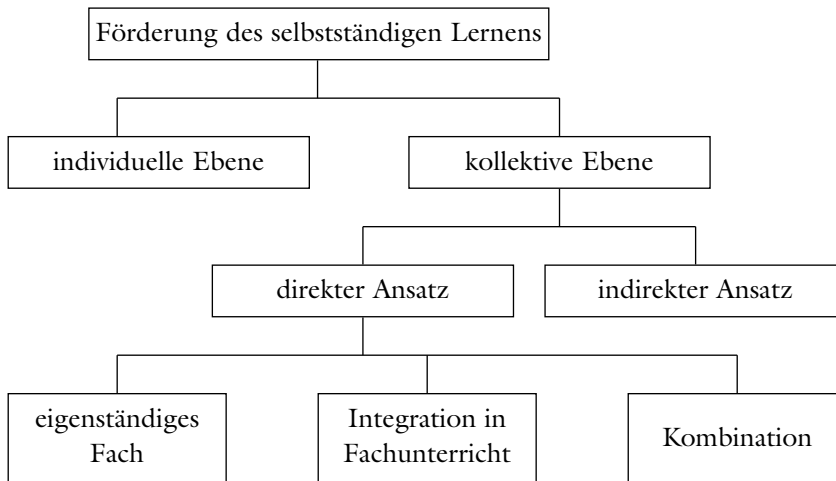 Förderung des selbstständigen Lernens
individuelle Ebene
kollektive Ebene
direkter Ansatz
indirekter Ansatz
eigenständiges
Fach
Integration in
Fachunterricht
Kombination